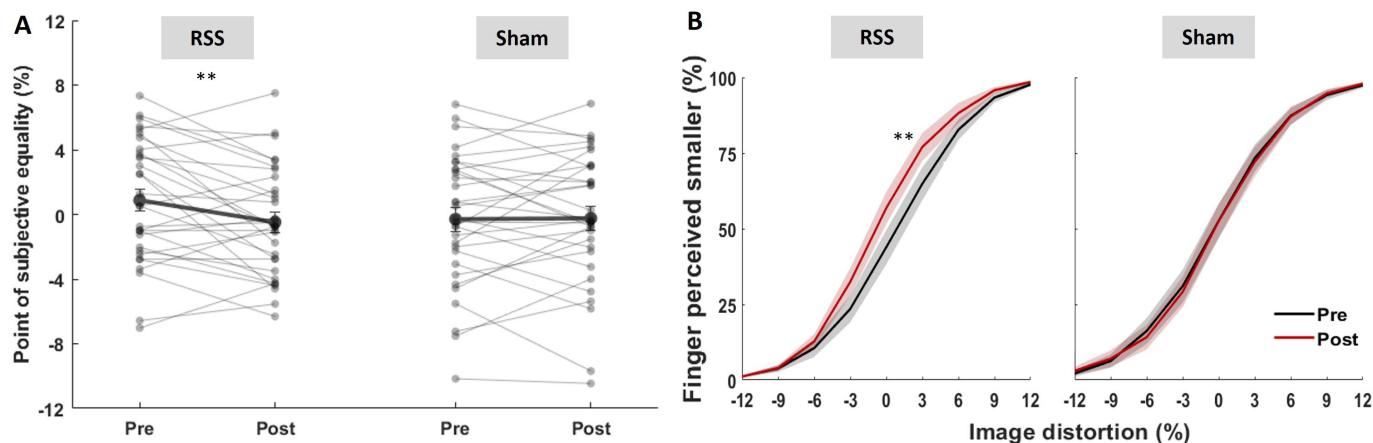 A
RSS
Sham
**
Point of subjective equality (%)
12
8
4
0
-4
-8
-12
Pre
Post
Pre
Post
B
RSS
Sham
**
Finger perceived smaller (%)
100
75
50
25
0
-12 -9 -6 -3 0 3 6 9 12
-12 -9 -6 -3 0 3 6 9 12
Pre
Post
Image distortion (%)